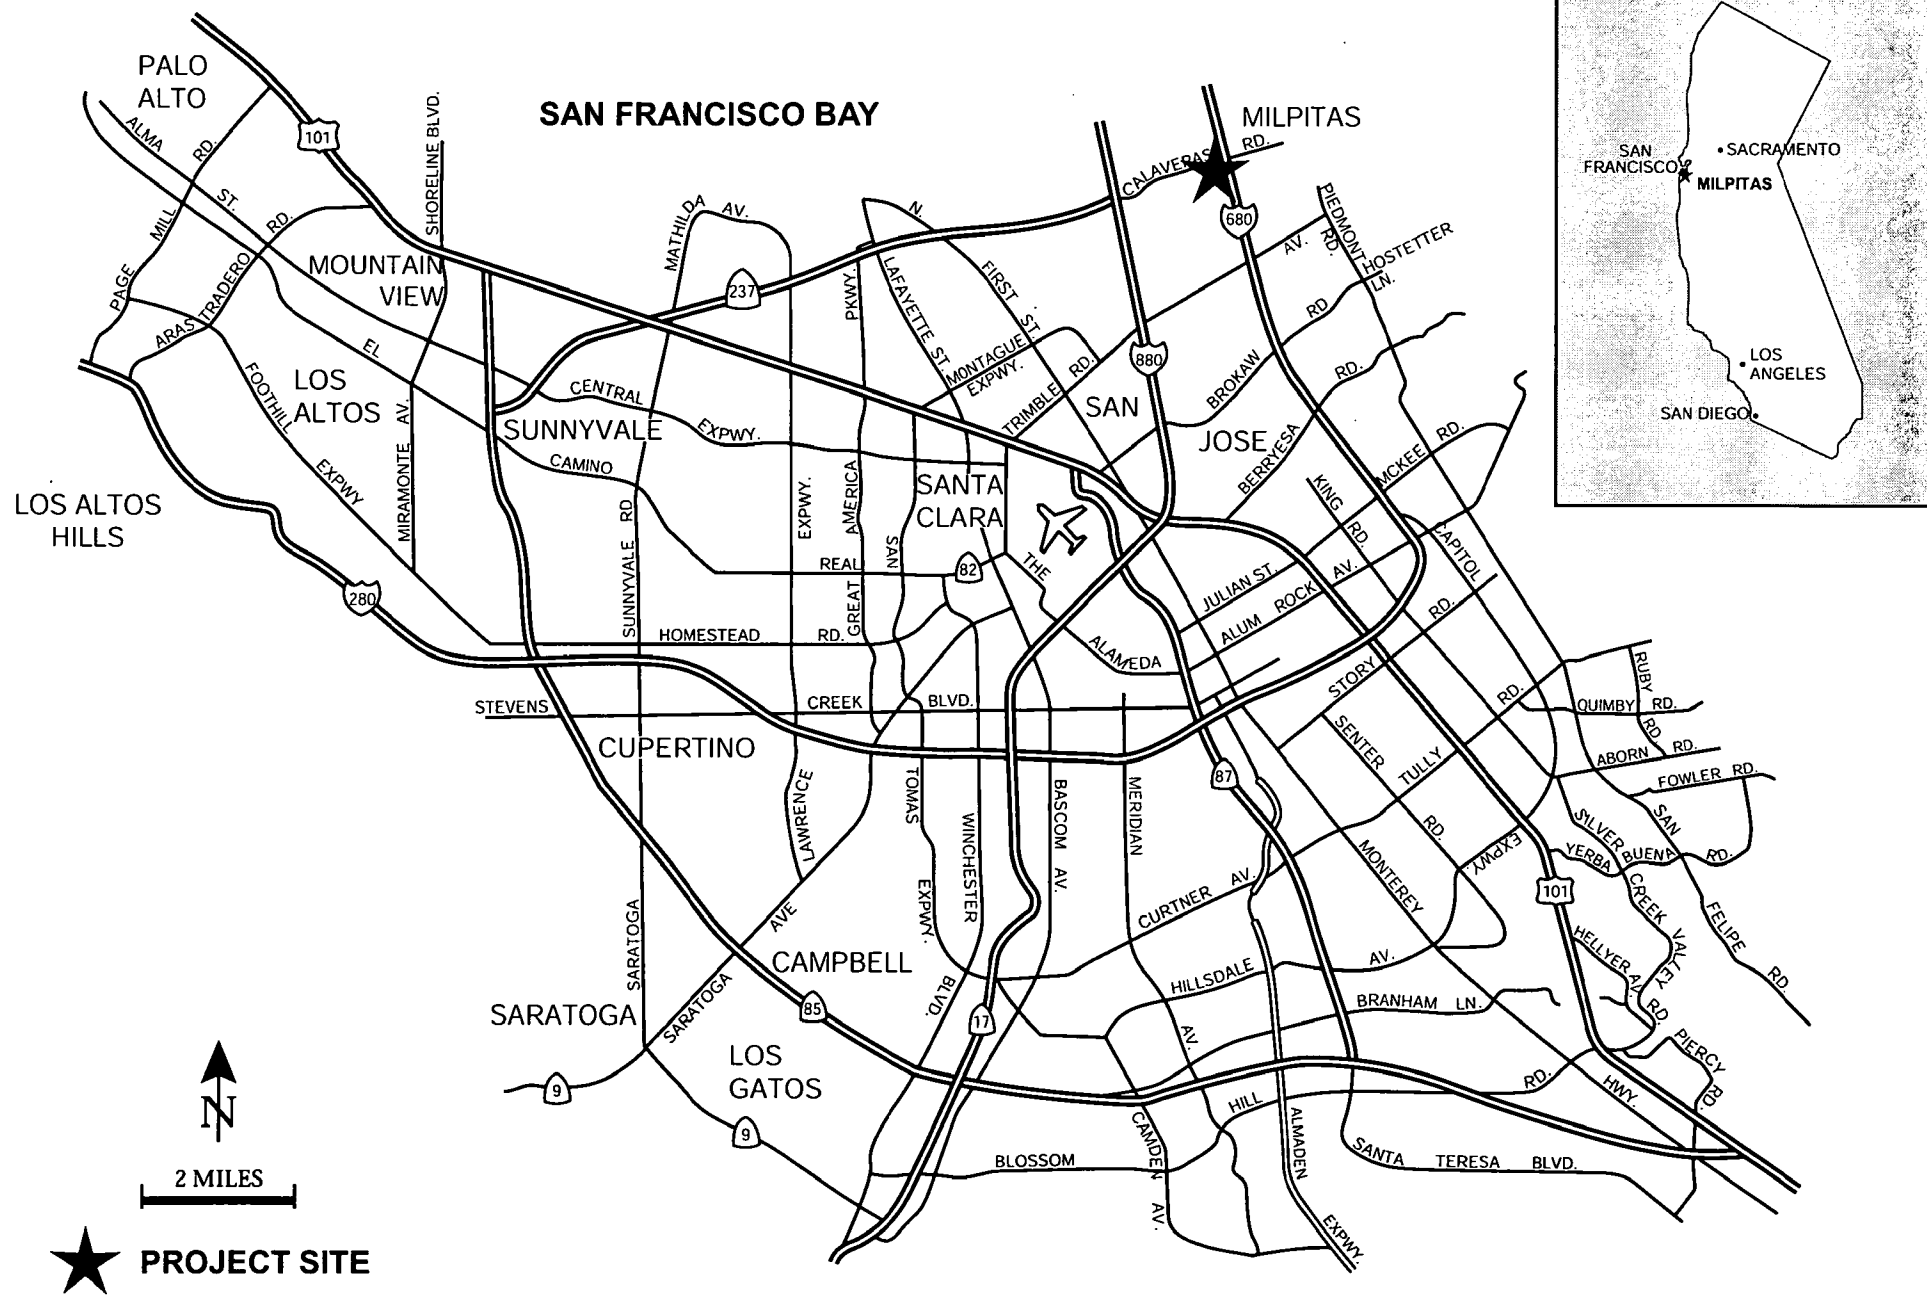 PALO
ALTO
ALMA
ST.
PAGE
MILL
RD.
101
SHORELINE BLVD.
SAN FRANCISCO BAY
MILPITAS
CALAVERAS
RD.
680
PIEDMONT
RD.
HOSTETTER
LN.
AV.
ARASTRADERO
RD.
MOUNTAIN
VIEW
MATHILDA
AV.
237
PKWY.
N.
FIRST
ST.
LAFAYETTE ST.
MONTAGUE
EXPWY.
TRIMBLE
RD.
880
BROKAW
RD
BERRYESA
RD.
SAN
JOSE
EL
CENTRAL
EXPWY.
CAMINO
REAL
82
FOOTHILL
EXPWY
LOS
ALTOS
MIRAMONTE
AV.
SUNNYVALE
SANTA
CLARA
LOS ALTOS
HILLS
KING
RD.
MCKEE
RD.
CAPITOL
EXPWY.
AMERICA
GREAT
SAN
THE
ALAMEDA
JULIAN ST.
ALUM
ROCK
AV.
280
SUNNYVALE
RD
HOMESTEAD
RD.
STEVENS
CREEK
BLVD.
CUPERTINO
STORY
RD.
SENTER
RD.
TULLY
RD.
RUBY
RD
QUIMBY
RD.
ABORN
RD.
FOWLER
RD.
LAWRENCE
TOMAS
EXPWY.
WINCHESTER
BLVD.
BASCOM
AV.
MERIDIAN
AV.
87
MONTEREY
HWY.
EXPWY.
SILVER
CREEK
VALLEY
RD.
YERBA
BUENA
RD.
SAN
FELIPE
RD.
101
CURTNER
AV.
HELLYER
AV.
SARATOGA
AVE
SARATOGA
CAMPBELL
85
17
HILLSDALE
AV.
BRANHAM
LN.
SARATOGA
LOS
GATOS
9
9
PIERCY
RD.
BLOSSOM
HILL
RD.
CAMDEN
AV.
ALMADEN
EXPWY.
SANTA
TERESA
BLVD.
N
2 MILES
PROJECT SITE
SAN
FRANCISCO
SACRAMENTO
MILPITAS
LOS
ANGELES
SAN DIEGO